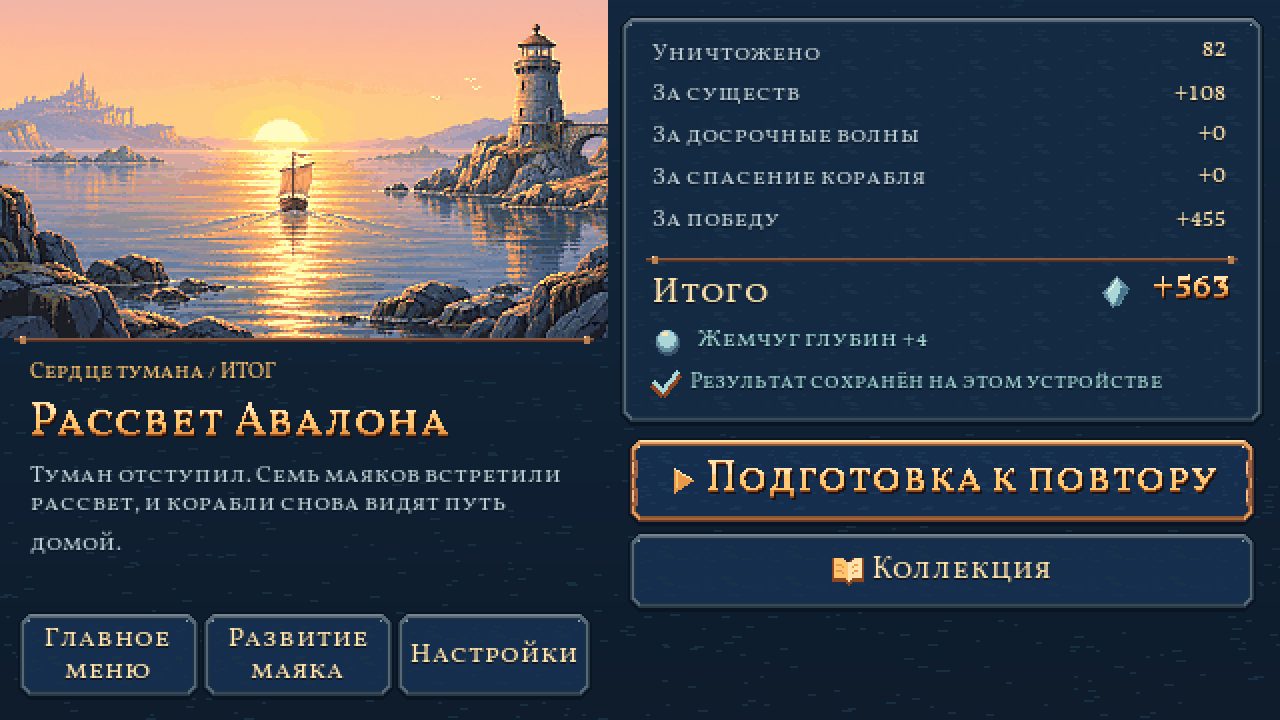 Сердце тумана / ИТОГ
Рассвет Авалона
Туман отступил. Семь маяков встретили
рассвет, и корабли снова видят путь
домой.
Главное
меню
Развитие
маяка
Настройки
Уничтожено 82
За существ +108
За досрочные волны +0
За спасение корабля +0
За победу +455
Итого +563
Жемчуг глубин +4
Результат сохранён на этом устройстве
Подготовка к повтору
Коллекция